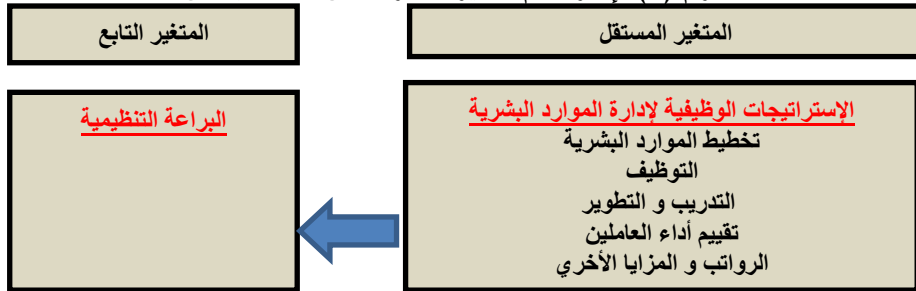 المتغير المستقل
المتغير التابع
الإستراتيجات الوظيفية لإدارة الموارد البشرية
تخطيط الموارد البشرية
التوظيف
التدريب و التطوير
تقييم أداء العاملين
الرواتب و المزايا الأخري
البراعة التنظيمية